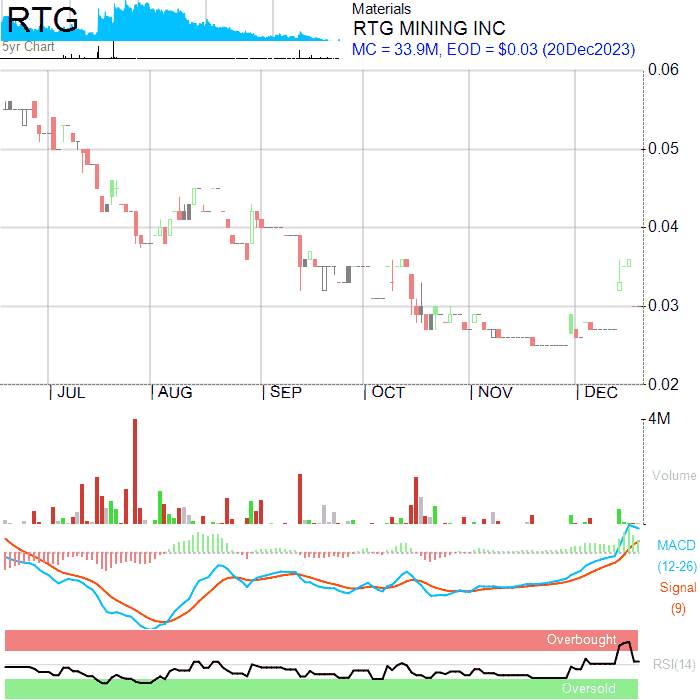 RTG
5yr Chart
Materials
RTG MINING INC
MC = 33.9M, EOD = $0.03 (20Dec2023)
0.06
0.05
0.04
0.03
0.02
JUL AUG SEP OCT NOV DEC
4M
Volume
MACD
(12-26)
Signal
(9)
Overbought
RSI(14)
Oversold